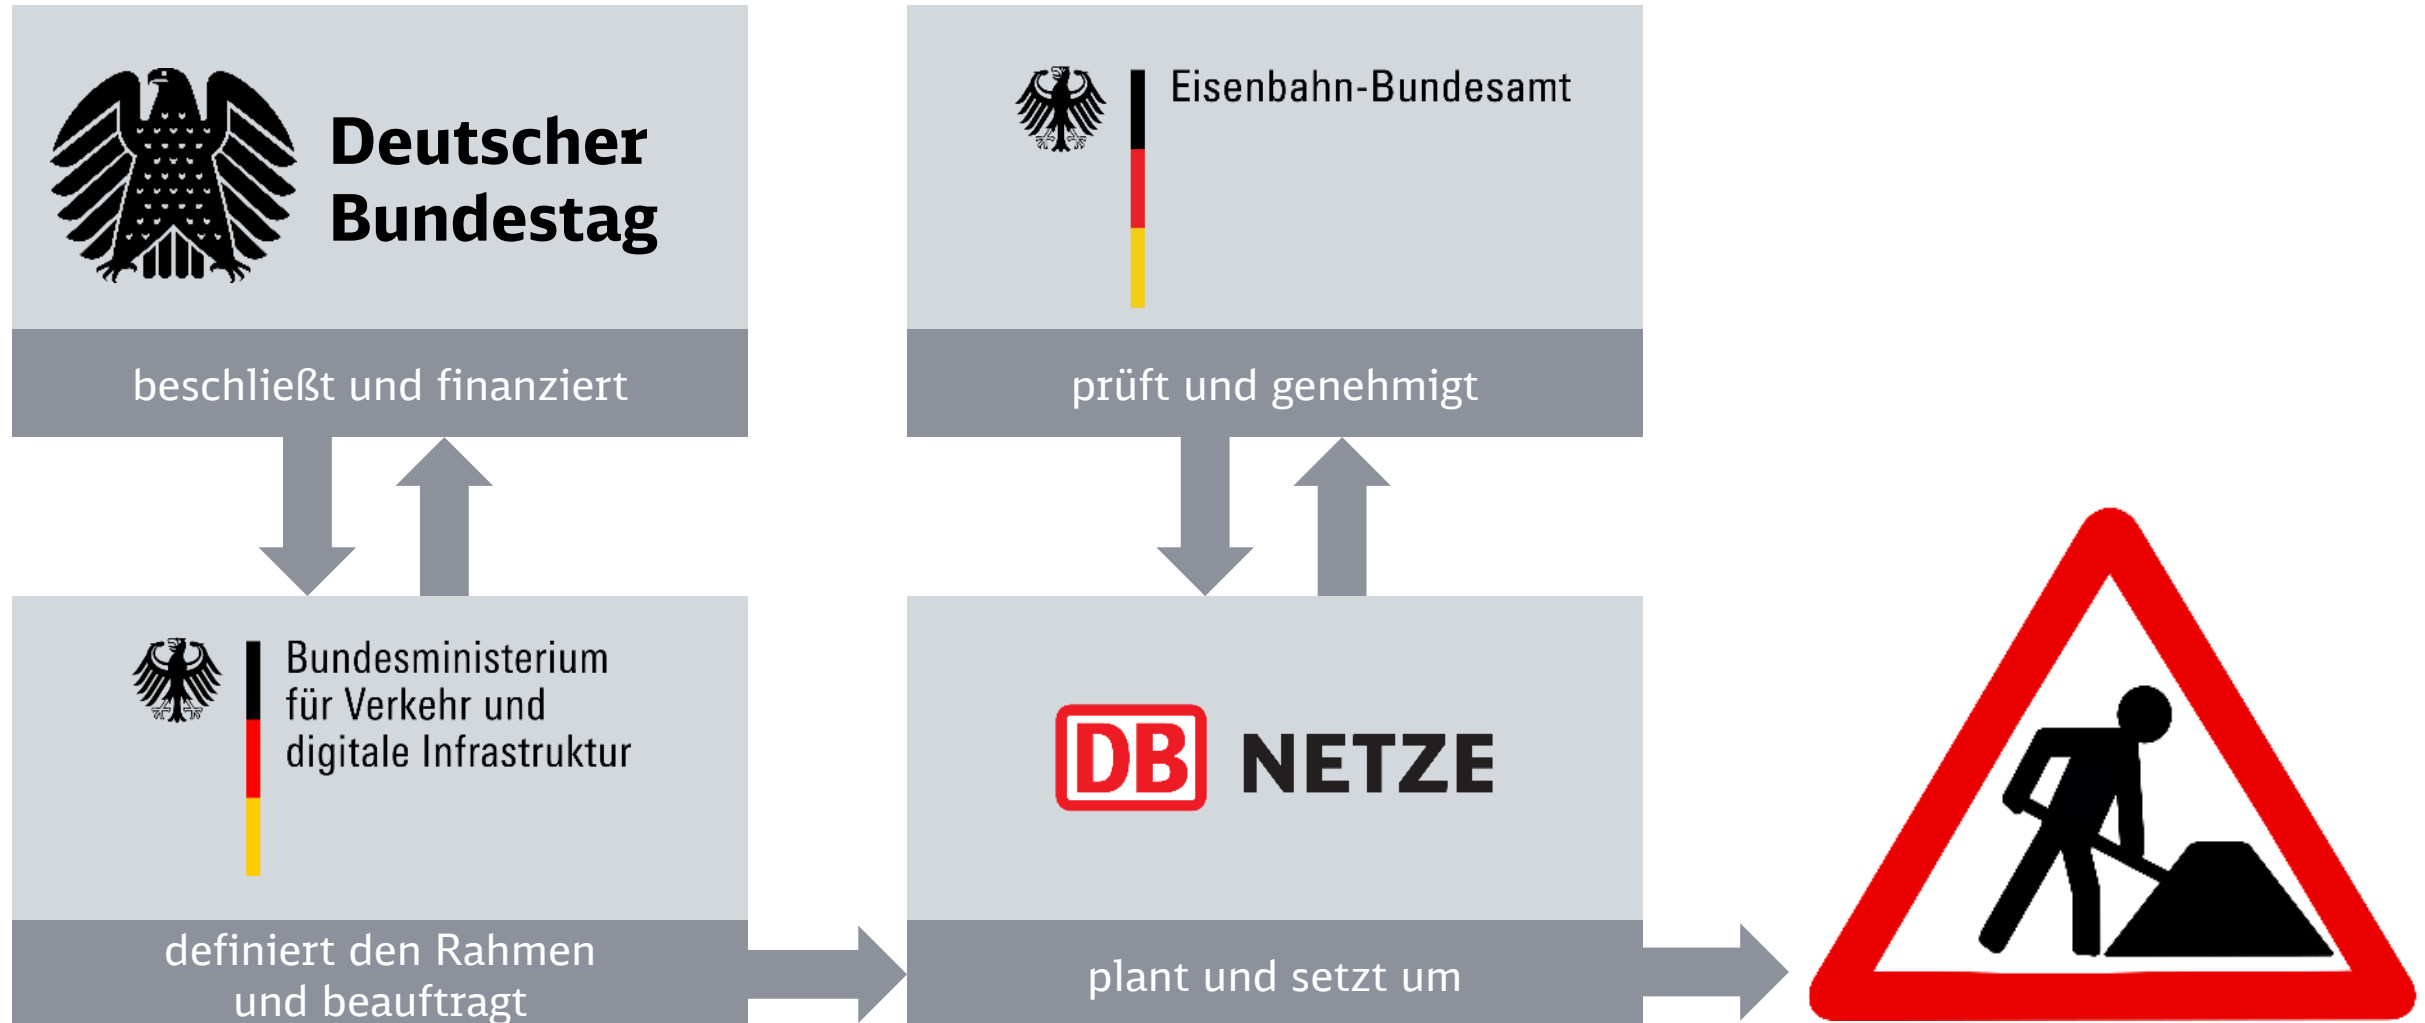 Deutscher
Bundestag
beschließt und finanziert
Eisenbahn-Bundesamt
prüft und genehmigt
Bundesministerium
für Verkehr und
digitale Infrastruktur
definiert den Rahmen
und beauftragt
DB NETZE
plant und setzt um